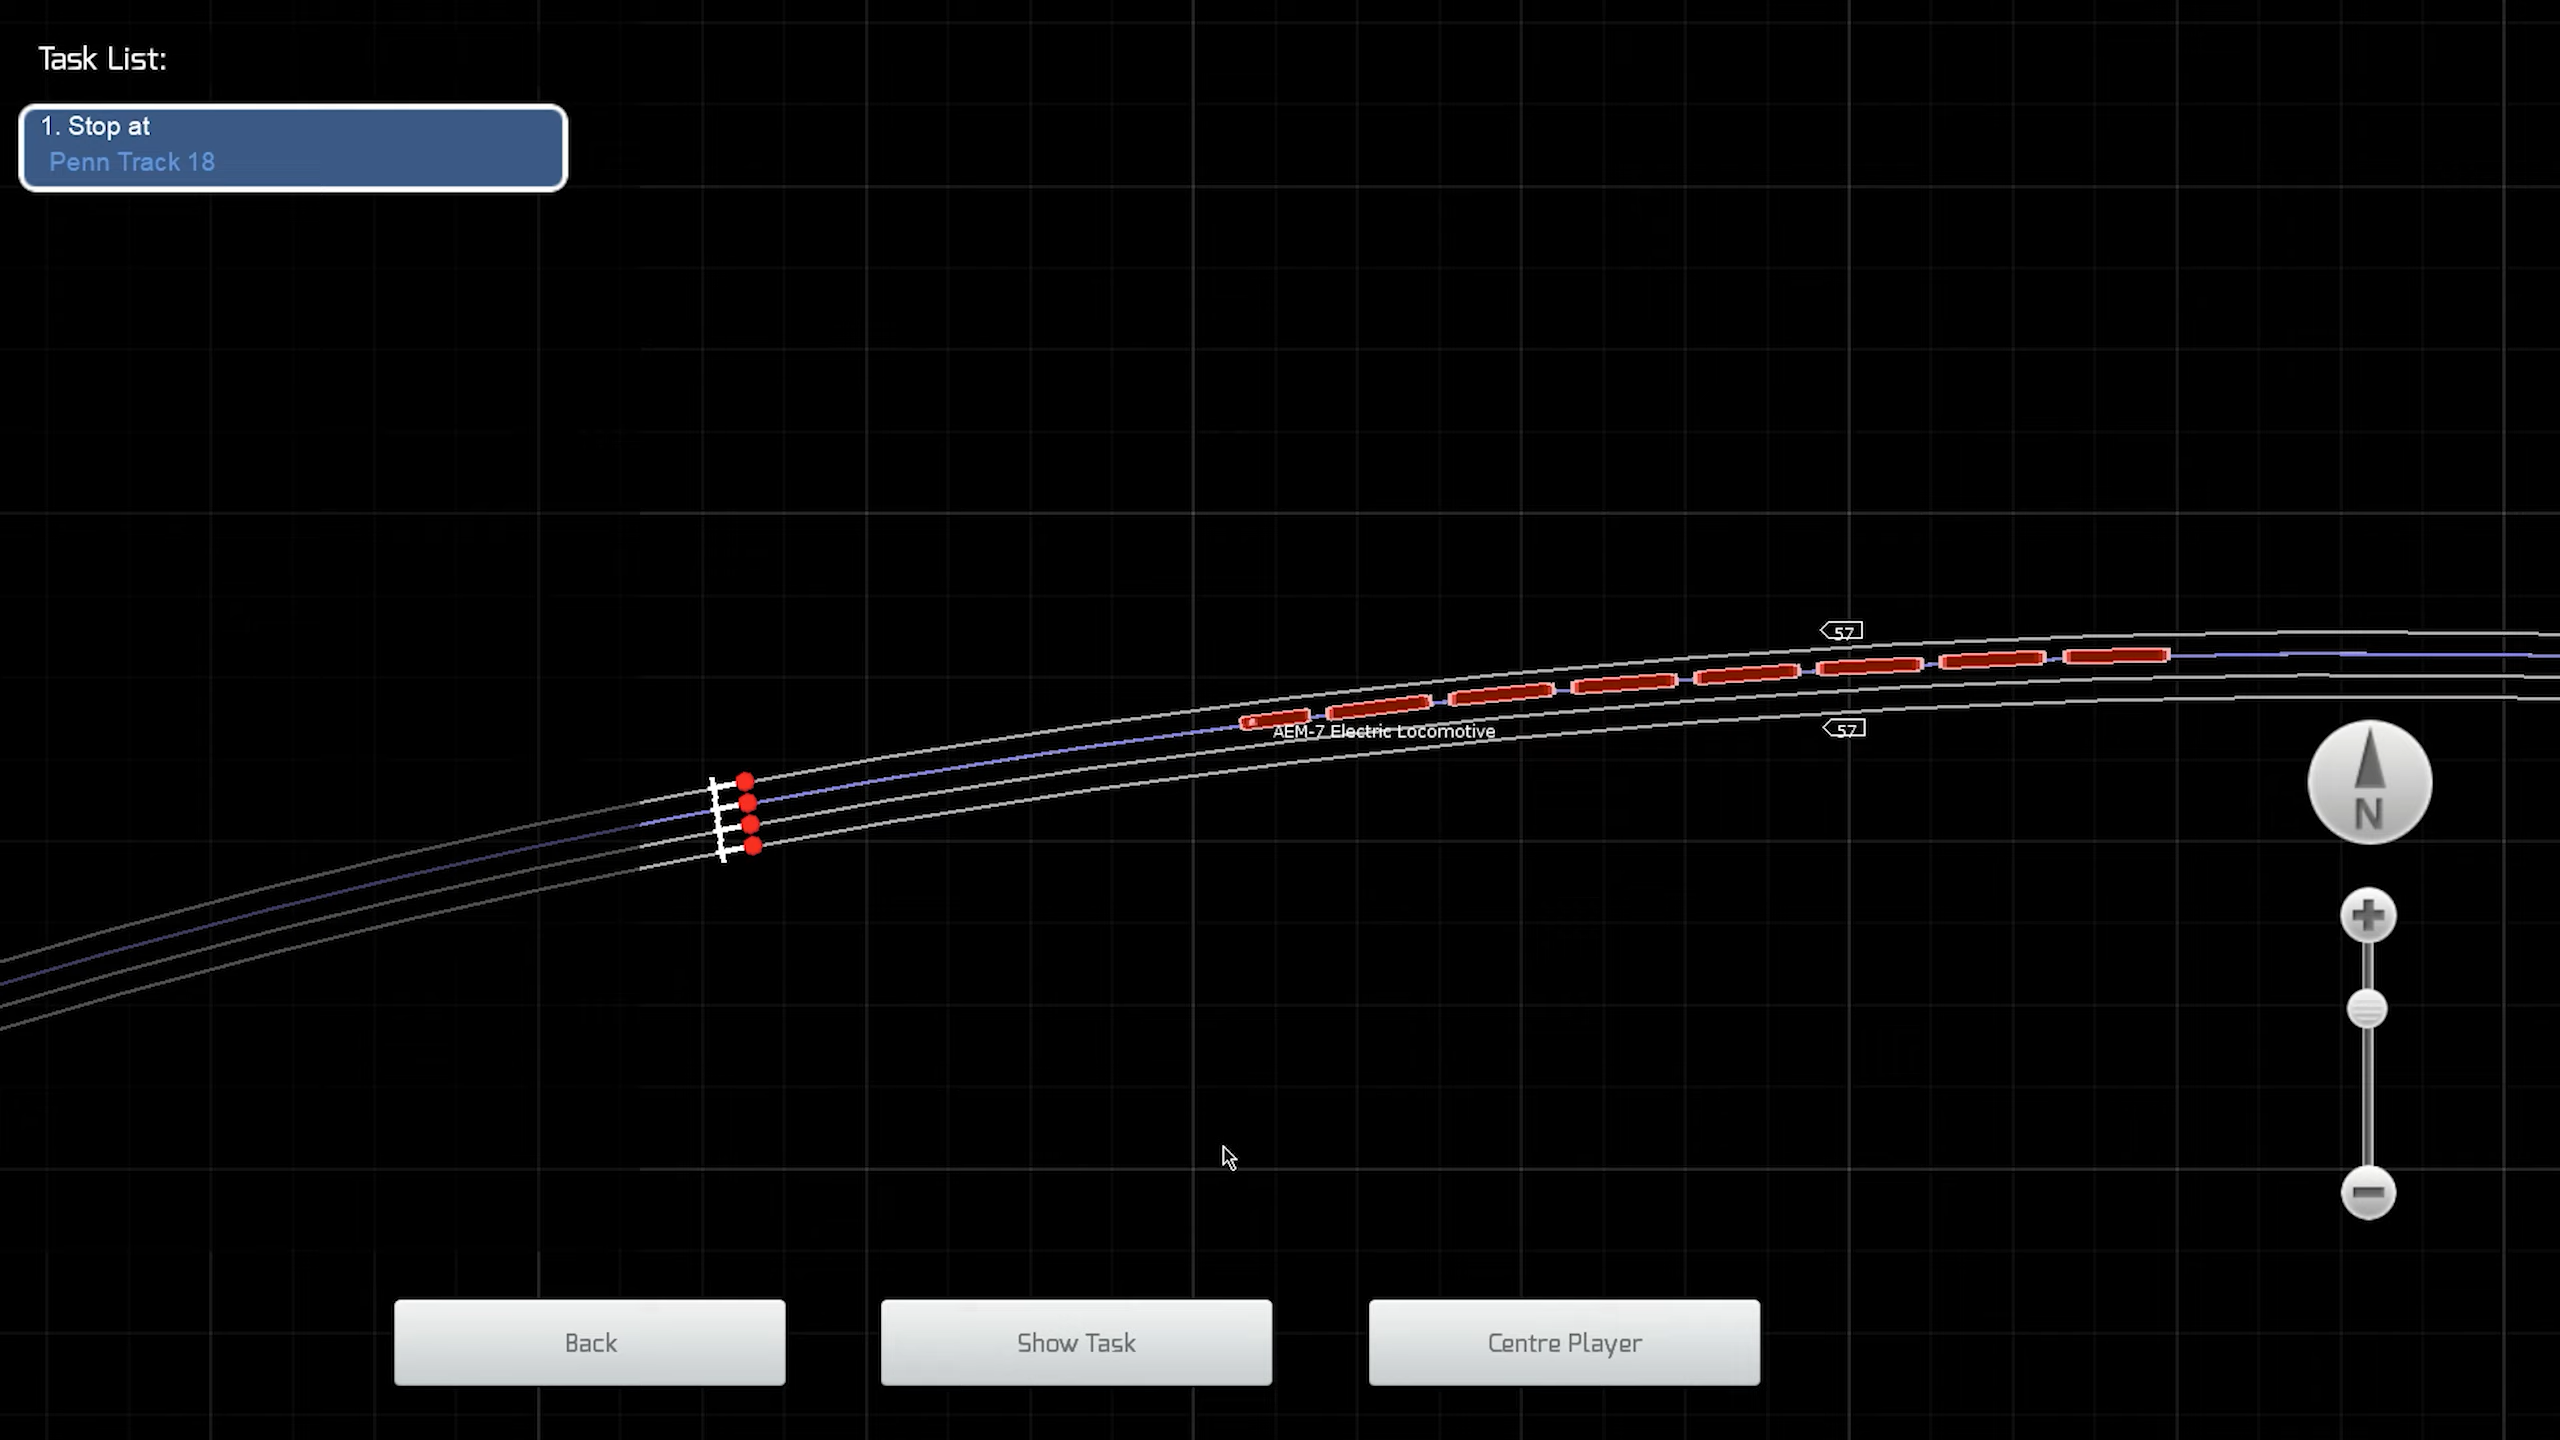 Task List:
1. Stop at
Penn Track 18
57
AEM-7 Electric Locomotive
57
N
Back
Show Task
Centre Player